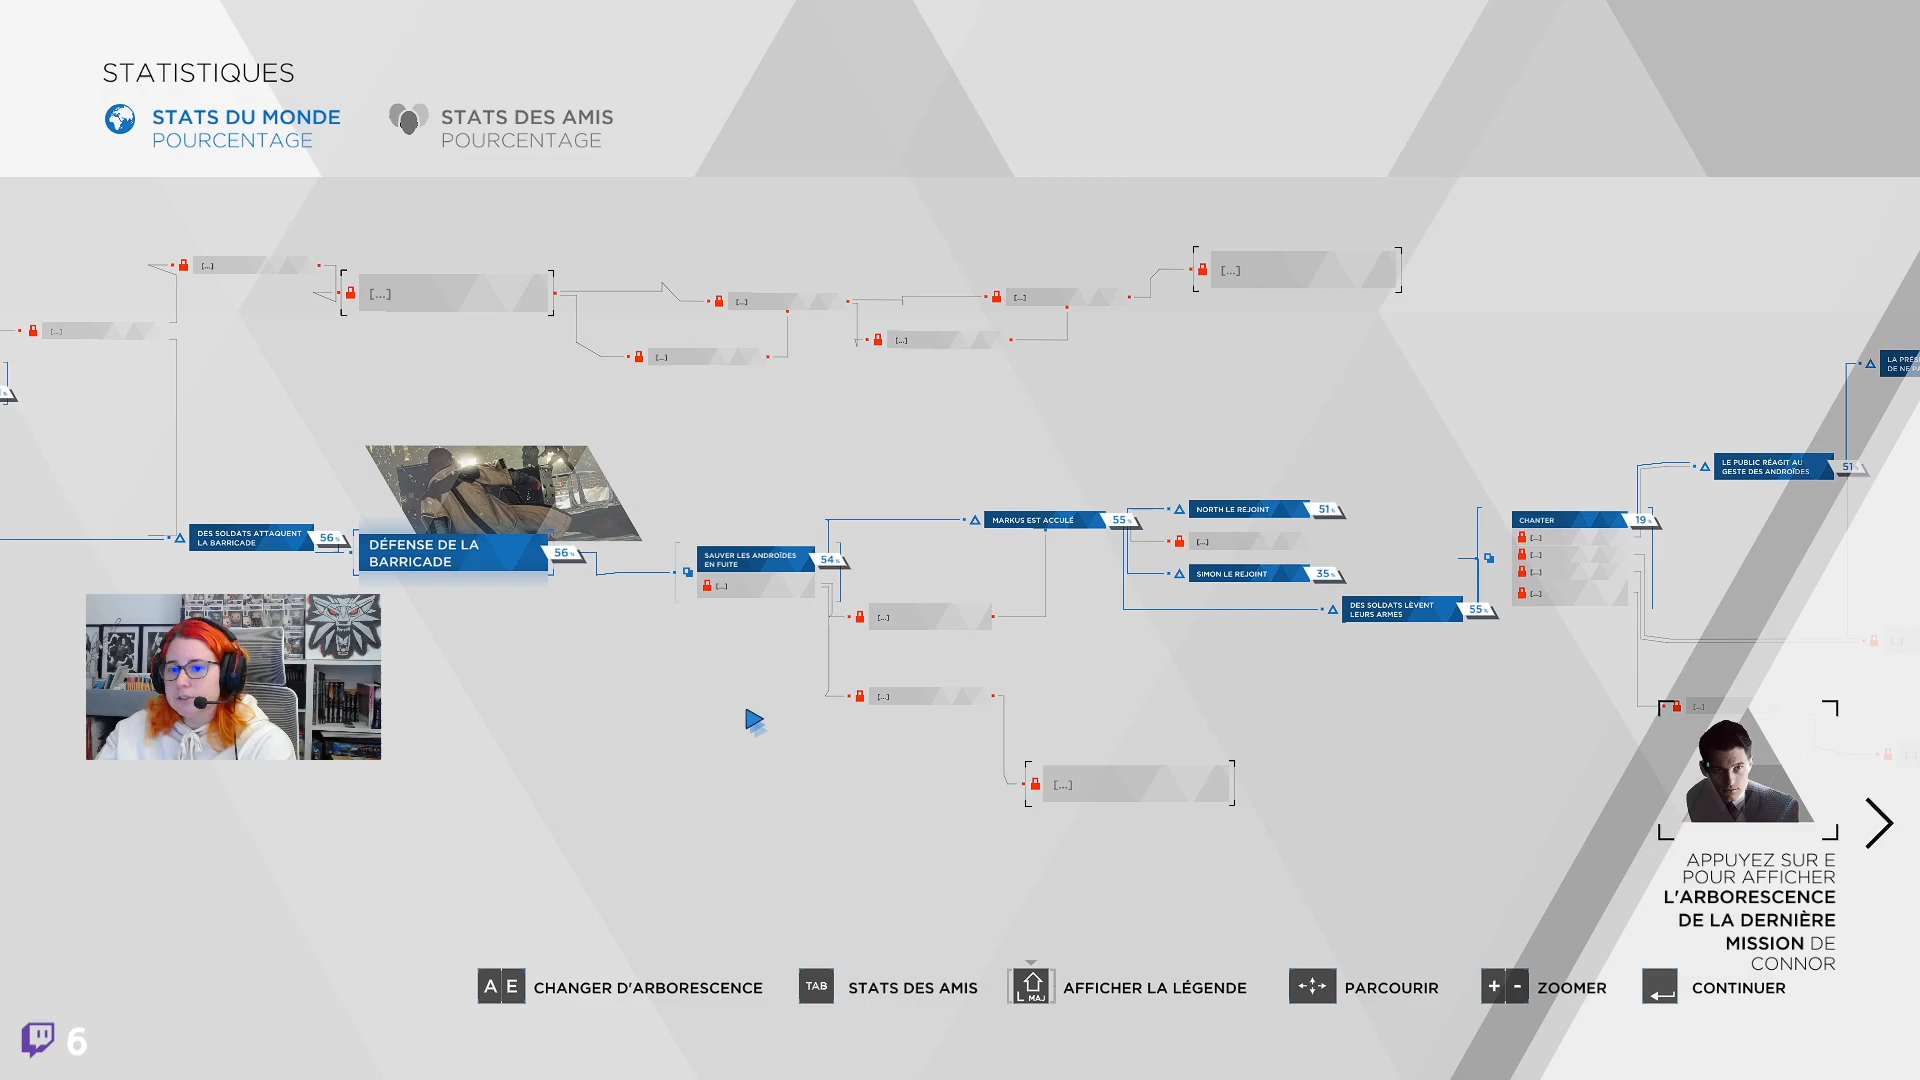 STATISTIQUES
STATS DU MONDE
POURCENTAGE
STATS DES AMIS
POURCENTAGE
[...]
[...]
[...]
[...]
[...]
[...]
[...]
[...]
LE PUBLIC RÉAGIT AU
GESTE DES ANDROÏDES
51
DES SOLDATS ATTAQUENT
LA BARRICADE
56%
DÉFENSE DE LA
BARRICADE
56%
SAUVER LES ANDROÏDES
EN FUITE
54%
[...]
[...]
[...]
[...]
MARKUS EST ACCULÉ
55%
NORTH LE REJOINT
51%
[...]
SIMON LE REJOINT
35%
DES SOLDATS LÈVENT
LEURS ARMES
55%
CHANTER
19%
[...]
[...]
[...]
[...]
[...]
APPUYEZ SUR E
POUR AFFICHER
L'ARBORESCENCE
DE LA DERNIÈRE
MISSION DE
CONNOR
A E CHANGER D'ARBORESCENCE
TAB STATS DES AMIS
L MAJ AFFICHER LA LÉGENDE
PARCOURIR
+ - ZOOMER
CONTINUER
6